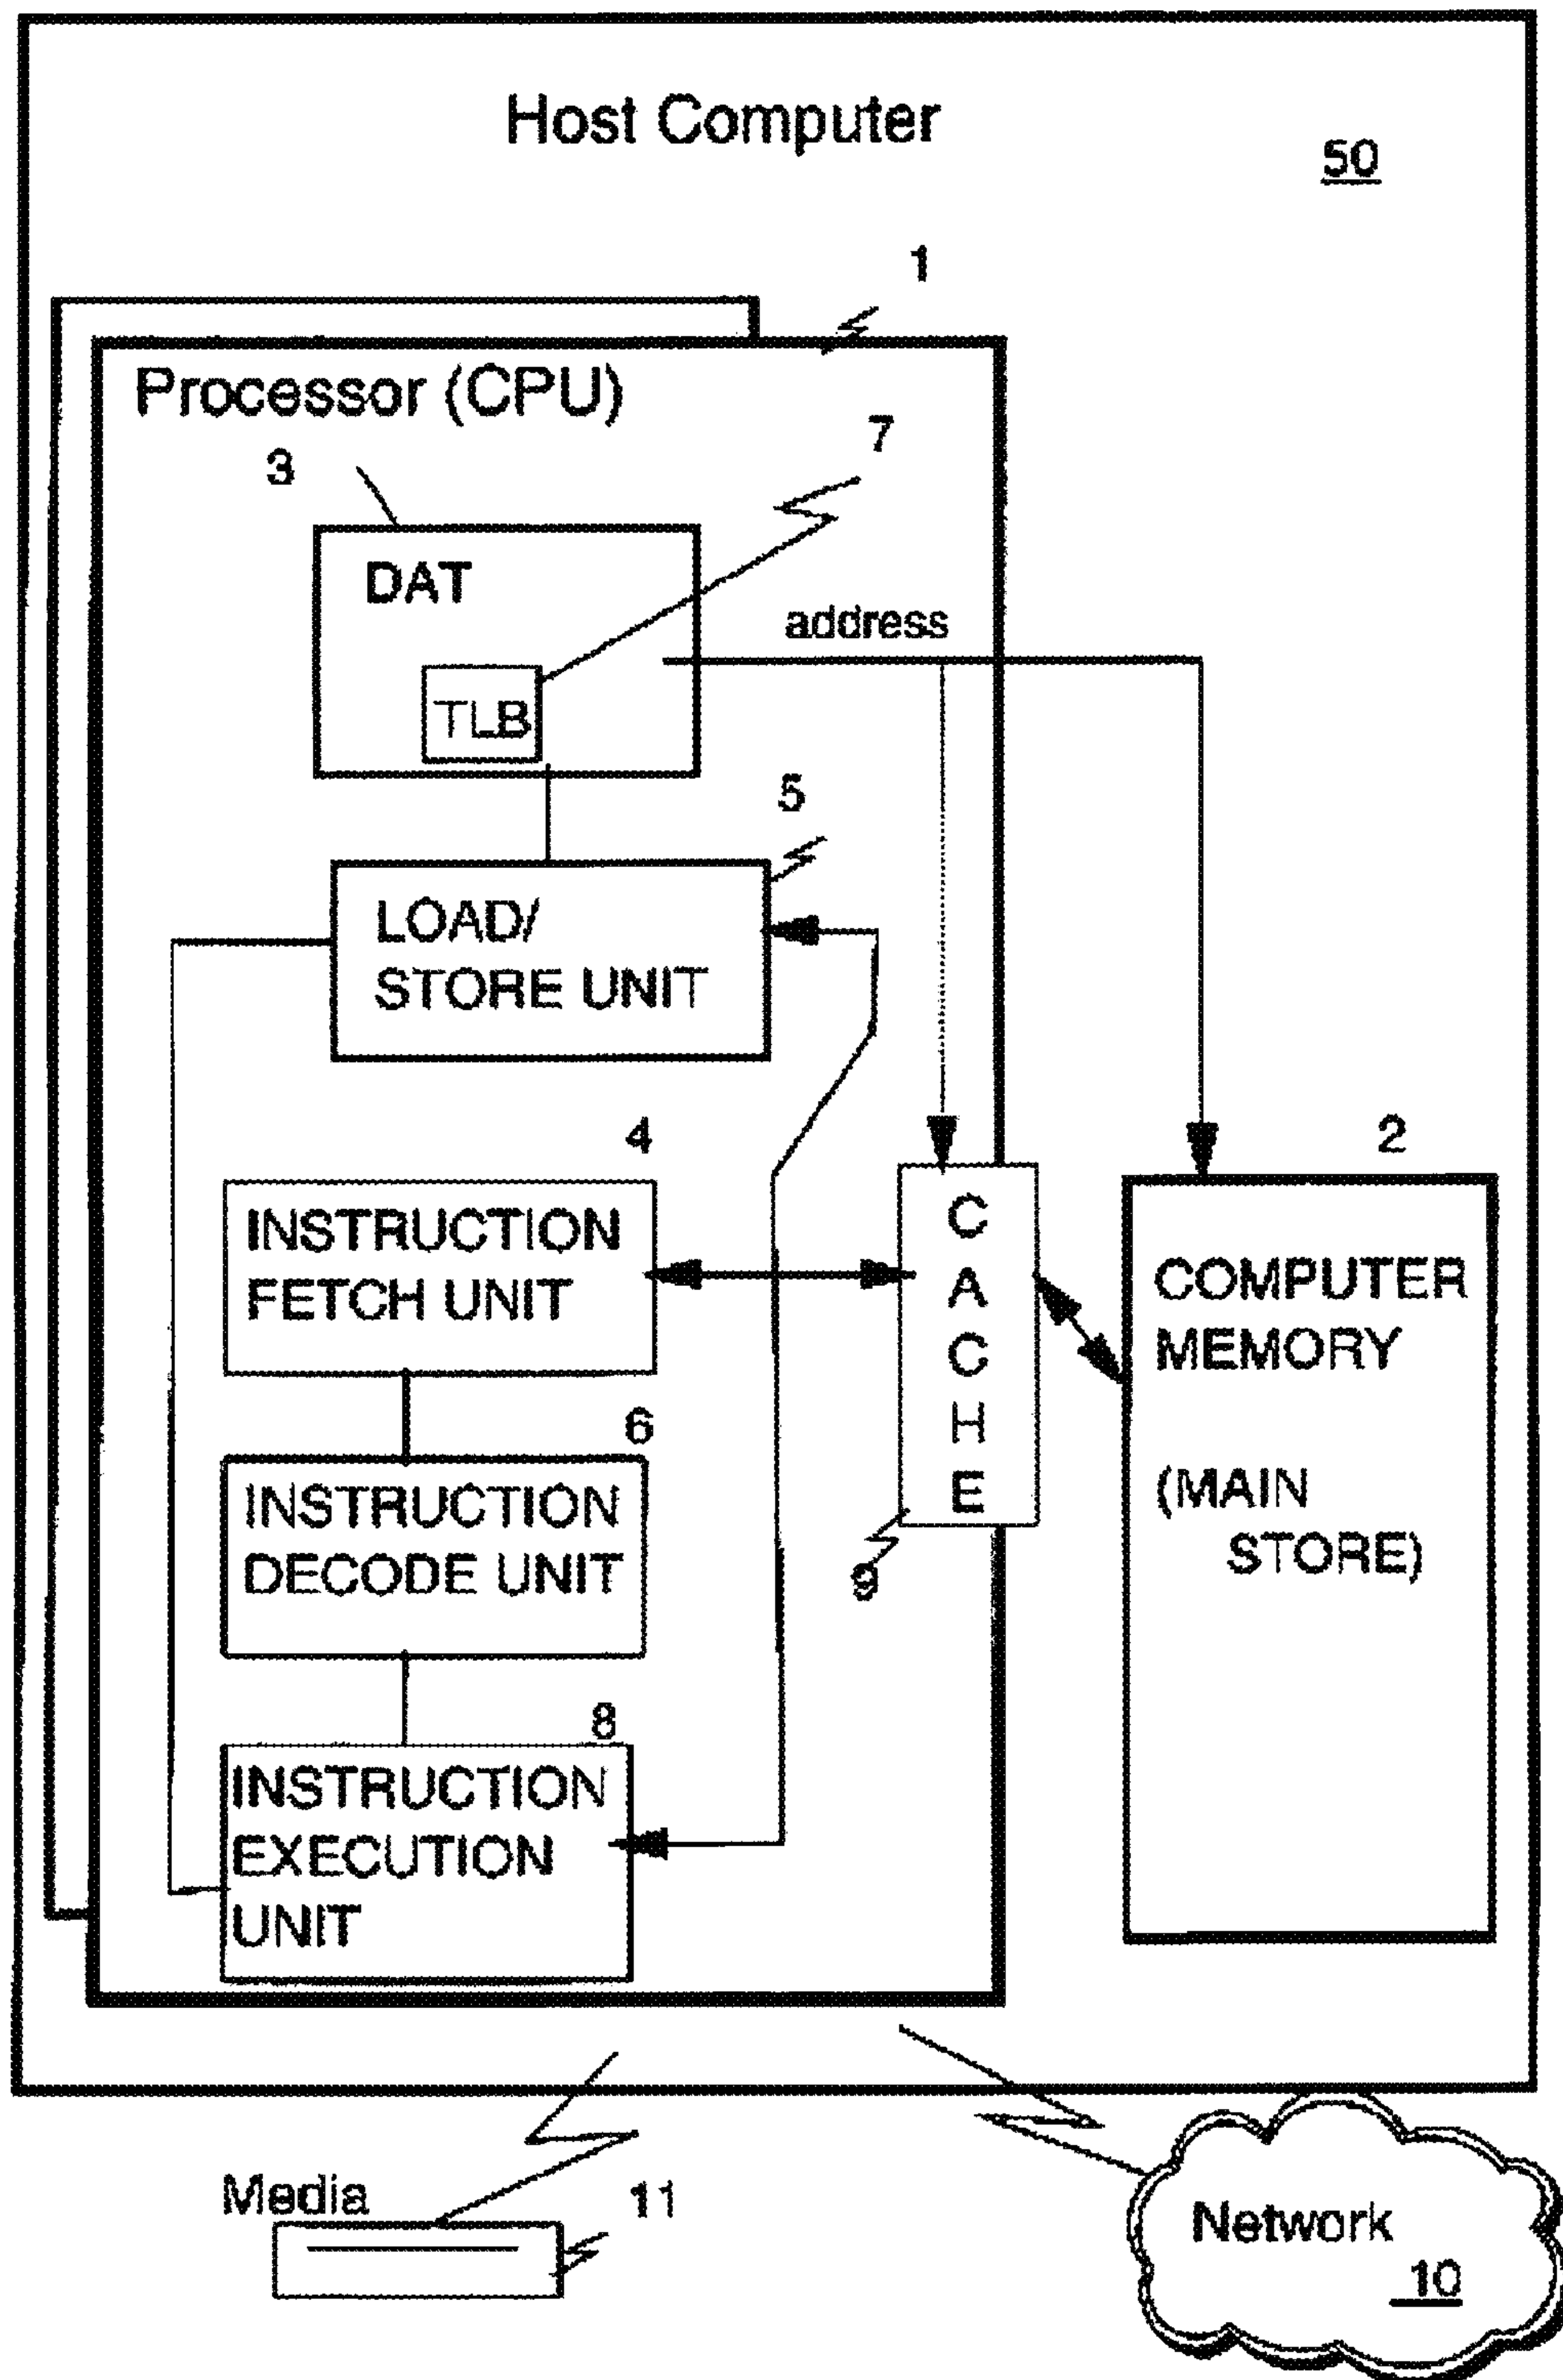 Host Computer
50
1
Processor (CPU)
7
3
DAT
address
TLB
5
LOAD/
STORE UNIT
4
2
INSTRUCTION
FETCH UNIT
CACHE
COMPUTER
MEMORY
(MAIN
STORE)
6
INSTRUCTION
DECODE UNIT
9
8
INSTRUCTION
EXECUTION
UNIT
Media
11
Network
10